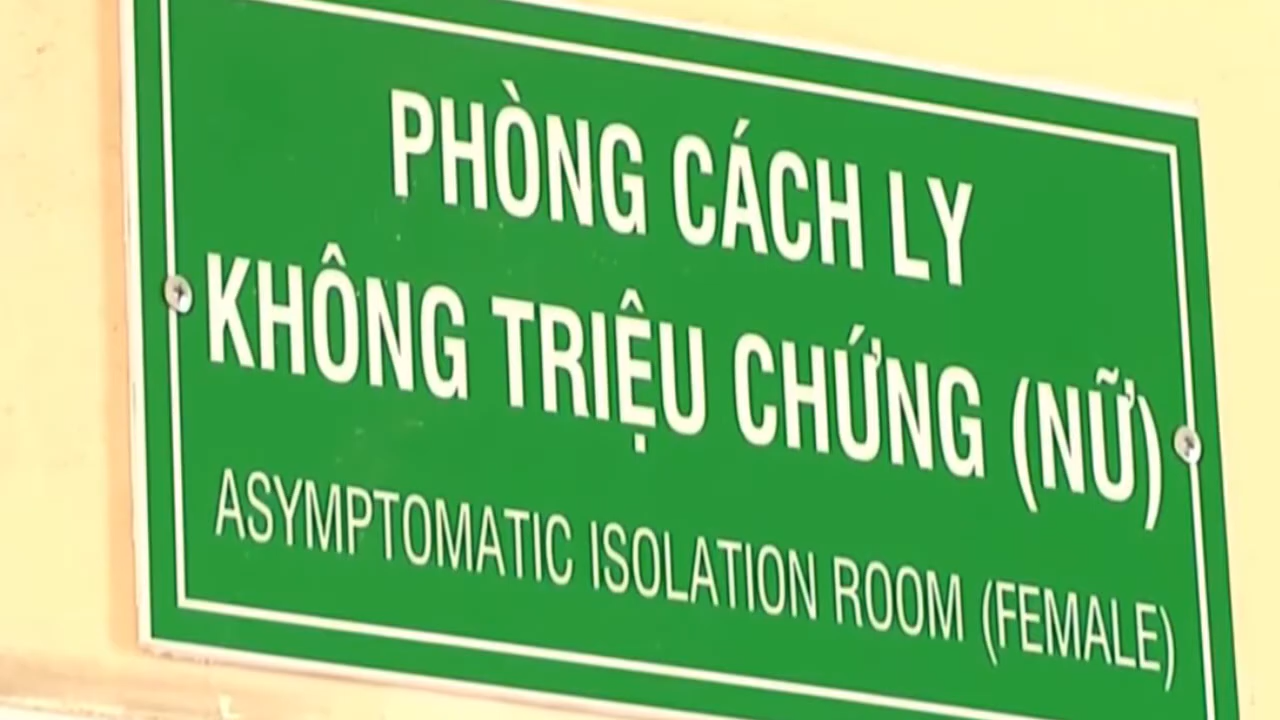 PHÒNG CÁCH LY
KHÔNG TRIỆU CHỨNG (NỮ)
ASYMPTOMATIC ISOLATION ROOM (FEMALE)